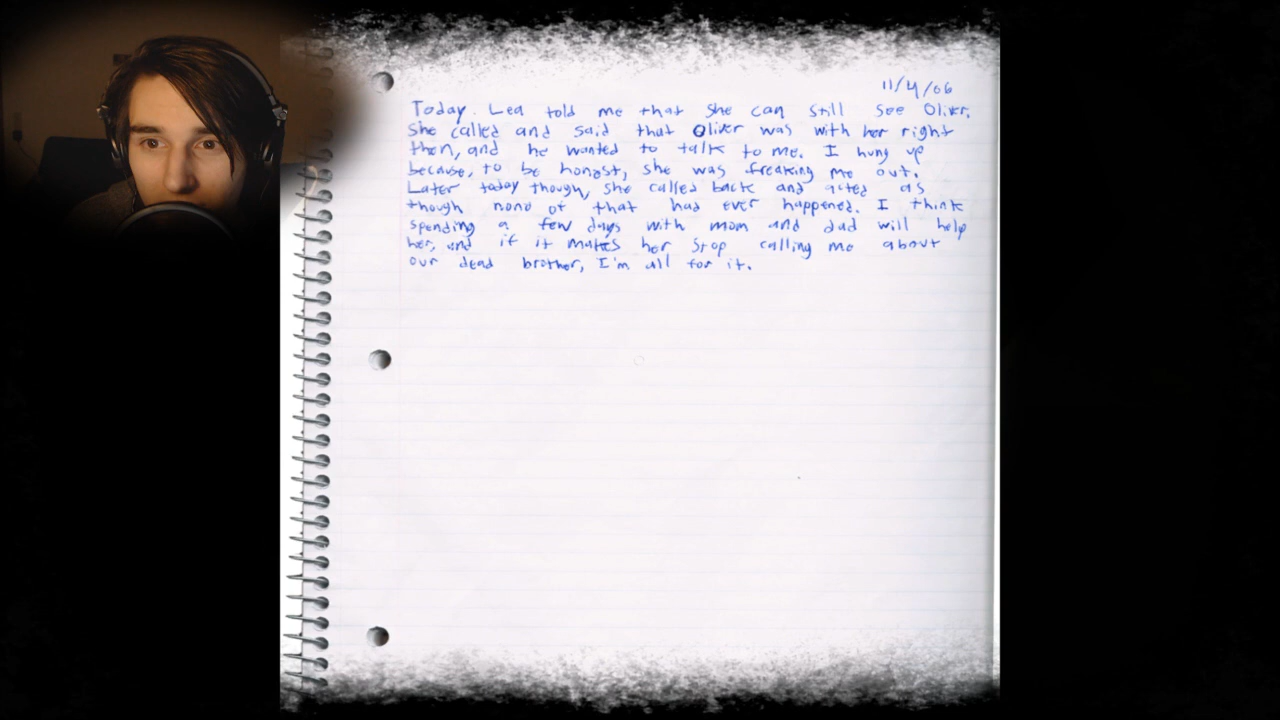 11/4/06
Today Lea told me that she can still see Oliver.
She called and said that Oliver was with her right
then, and he wanted to talk to me. I hung up
because, to be honest, she was freaking me out.
Later today though, she called back and acted as
though none of that had ever happened. I think
spending a few days with mom and dad will help
her, and if it makes her stop calling me about
our dead brother, I'm all for it.